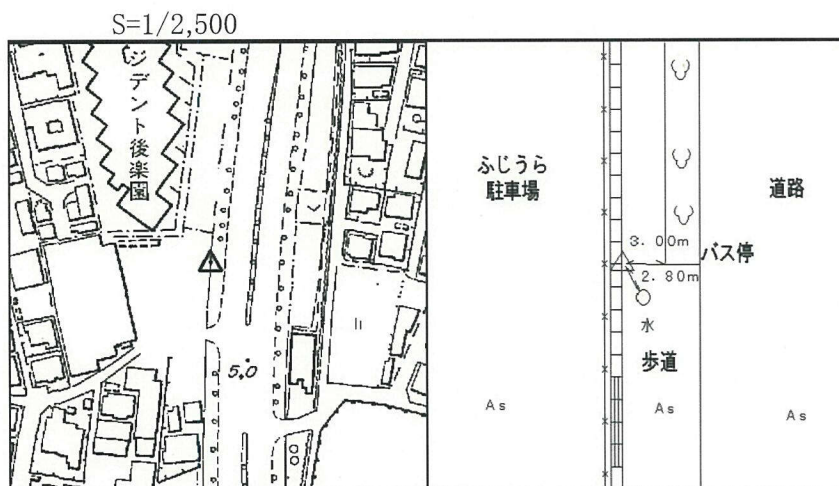 S=1/2,500
ジデント後楽園
5.0
ふじうら
駐車場
道路
3.00m
バス停
2.80m
水
歩道
As
As
As